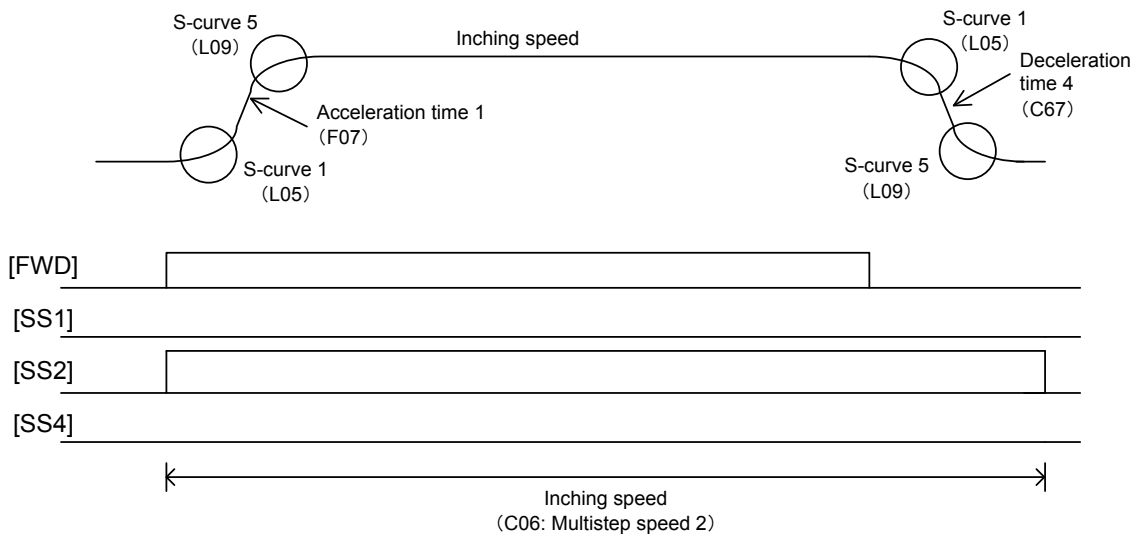 S-curve 5
（L09）
Inching speed
S-curve 1
（L05）
Deceleration
time 4
（C67）
Acceleration time 1
（F07）
S-curve 1
（L05）
S-curve 5
（L09）
[FWD]
[SS1]
[SS2]
[SS4]
Inching speed
（C06: Multistep speed 2）